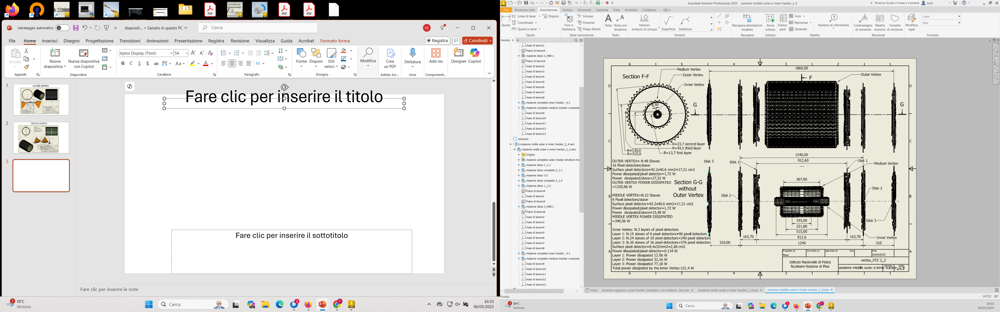 Salvataggio automatico
diapositi... • Salvato in questo PC
Cerca
FB
File Home Inserisci Disegno Progettazione Transizioni Animazioni Presentazione Registra Revisione Visualizza Guida Acrobat Formato forma
Registra
Condividi
Incolla
Nuova diapositiva
Nuova diapositiva con Copilot
Aptos Display (Titoli) 54
G C S S ab AV Aa A
Forme
Disponi
Stili veloci
Modifica
Crea un PDF
Dettatura
Add-ins
Designer
Copilot
Appunti
Diapositive
Carattere
Paragrafo
Disegno
Adobe Acr...
Voce
Componenti...
1
OUTER VERTEX
2
MEDIUM VERTEX
3
Fare clic per inserire il titolo
Fare clic per inserire il sottotitolo
Fare clic per inserire le note
18°C
Ventoso
Cerca
16:53
06/05/2025
Autodesk Inventor Professional 2025 assieme middle outer e inner tracker_2_4
Ricerca Guida in linea e comand
bosi
File Posiziona viste Annotazione Schizzo Strumenti Gestione Vista Ambienti Collabora
Quota
Linea di base
Coordinata
Quota in serie
Disponi
Foro e filettatura
Smusso
Punzone
Piega (Bend)
Testo
Nota con direttrice
Inserisci simbolo di schizzo
Superficie
Saldatura
Recupera annotazioni modello
Avvia schizzo
Elenco parti
Foro
Revisione
Generale
Numero di riferimento
Contrassegno di revisione
Tabella revisioni
Fumetto di revisione
Modifica layer
Layer
Stile
Quota
Note lavorazione
Testo
Simboli
Recupera
Schizzo
Tabella
Revisione
Formato
Modello
Asse di lavoro1
Piano di lavoro5
Assieme disco 3_MIR:1
Piano di lavoro6
Asse di lavoro2
Asse di lavoro3
Asse di lavoro4
Asse di lavoro5
Asse di lavoro6
Asse di lavoro7
Asse di lavoro8
Assieme completo inner tracker _4:1
Assieme completo medium tracker rovesciato
Asse di lavoro9
Asse di lavoro10
Asse di lavoro11
Asse di lavoro12
Asse di lavoro13
Schizzo2
G:Assieme midle outer e inner tracker_2_4.iam
Assieme midle outer e inner tracker_2_4.iam
Origine
Assieme completo outer tracker struttura tria
Assieme disco 1_1:1
Assieme disco completo 2_1:1
Assieme disco 3:2
Assieme disco completo 2_1:2
Assieme disco 1_1:2
Piano di lavoro4
Asse di lavoro1
Piano di lavoro5
Assieme disco 3_MIR:1
Piano di lavoro6
Asse di lavoro2
Asse di lavoro3
Asse di lavoro4
Asse di lavoro5
Asse di lavoro6
Asse di lavoro7
Asse di lavoro8
Assieme completo inner tracker _4:1
Assieme completo medium tracker rovesciato
Asse di lavoro9
Asse di lavoro10
Asse di lavoro11
Asse di lavoro12
Asse di lavoro13
6 5 4 3 2 1
Section F-F
Medium Vertex
Outer Vertex
Inner Vertex
8,40
R=23,7 second layer
R=34,5 third layer
R=13,7 first layer
R=130,0
R=315,0
1860,00
F
Outer Vertex
G
G
D
C
B
A
D
C
B
A
OUTER VERTEX= N.48 Staves
16 Pixel detectors/stave
Surface pixel detectors=42.2x40.6 mm2=17,21 cm2
Power dissipated/pixel detector=1,72 W
Power dissipated/stave=27,52 W
OUTER VERTEX POWER DISSIPATED
=1320,96 W
MIDDLE VERTEX=N.22 Staves
9 Pixel detectors/stave
Surface pixel detector=42.2x40.6 mm2=17,21 cm2
Power dissipated/pixel detector=1,72 W
Power dissipated/stave=15,48 W
MIDDLE VERTEX POWER DISSIPATED
=340,56 W
Inner Vertex: N.3 layers of pixel detectors
Layer 1: N.15 staves of 6 pixel detectors=90 pixel detectors
Layer 2: N.24 staves of 10 pixel detectors=240 pixel detectors
Layer 3: N.36 staves of 16 pixel detectors=576 pixel detectors
Surface pixel detector=8,4x32mm2=2,68 cm2
Power dissipated/pixel detector=0.134 W
Layer 1: Power dissipated 12.06 W
Layer 2: Power dissipated 32,16 W
Layer 3: Power dissipated 77,18 W
Total power dissipated by the inner Vertex:121,4 W
Section G-G
without
Outer Vertex
Disk 3
Disk 1
Disk 2
1240,00
912,60
Disk 1
Medium Vertex
367,00
Disk 2
Disk 3
193,00
321,80
515,00
912.6
Inner Vertex
163,70
163,70
310,00
1240
310
Progettato da
fbosi
Controllato da
Approvato da
Data
Data
03/04/2023
Istituto Nazionale di Fisica
Nucleare-Sezione di Pisa
vertex_FCC 2_2
assieme middle outer e inner tracker_2_4
6 5 4 3 2 1
Inizio
Assieme supporto outer tracker completo con medium...ker.iam
Assieme midle outer e inner tracker_2_4.iam
assieme middle outer e inner tracker_2_4.idw
Pronto
24722 387
18°C
Ventoso
Cerca
16:53
06/05/2025